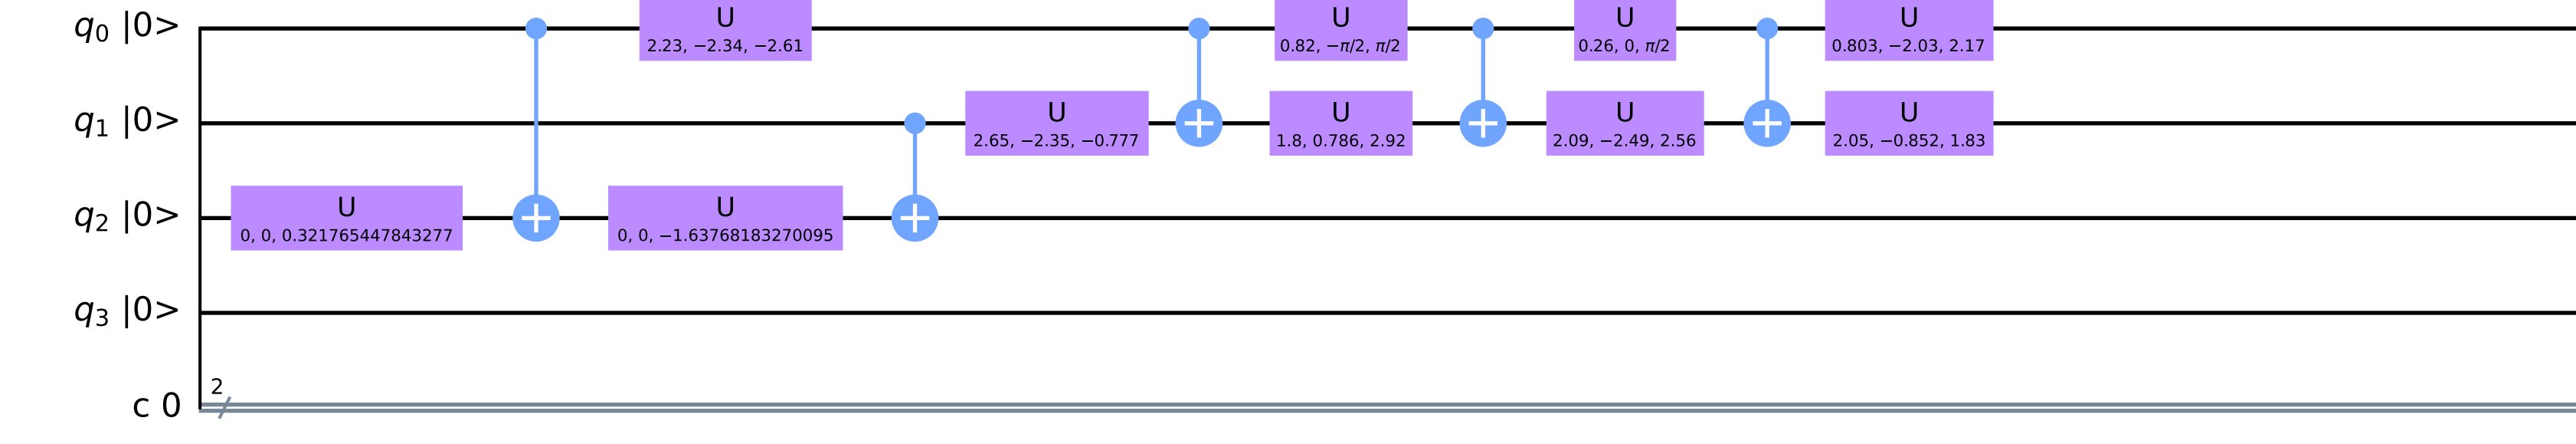 q0 |0>
U
2.23, −2.34, −2.61
U
0.82, −π/2, π/2
U
0.26, 0, π/2
U
0.803, −2.03, 2.17
q1 |0>
U
2.65, −2.35, −0.777
U
1.8, 0.786, 2.92
U
2.09, −2.49, 2.56
U
2.05, −0.852, 1.83
q2 |0>
U
0, 0, 0.321765447843277
U
0, 0, −1.63768183270095
q3 |0>
2
c 0